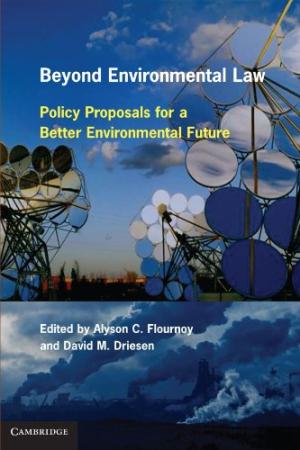 Beyond Environmental Law
Policy Proposals for a
Better Environmental Future
Edited by Alyson C. Flournoy
and David M. Driesen
CAMBRIDGE